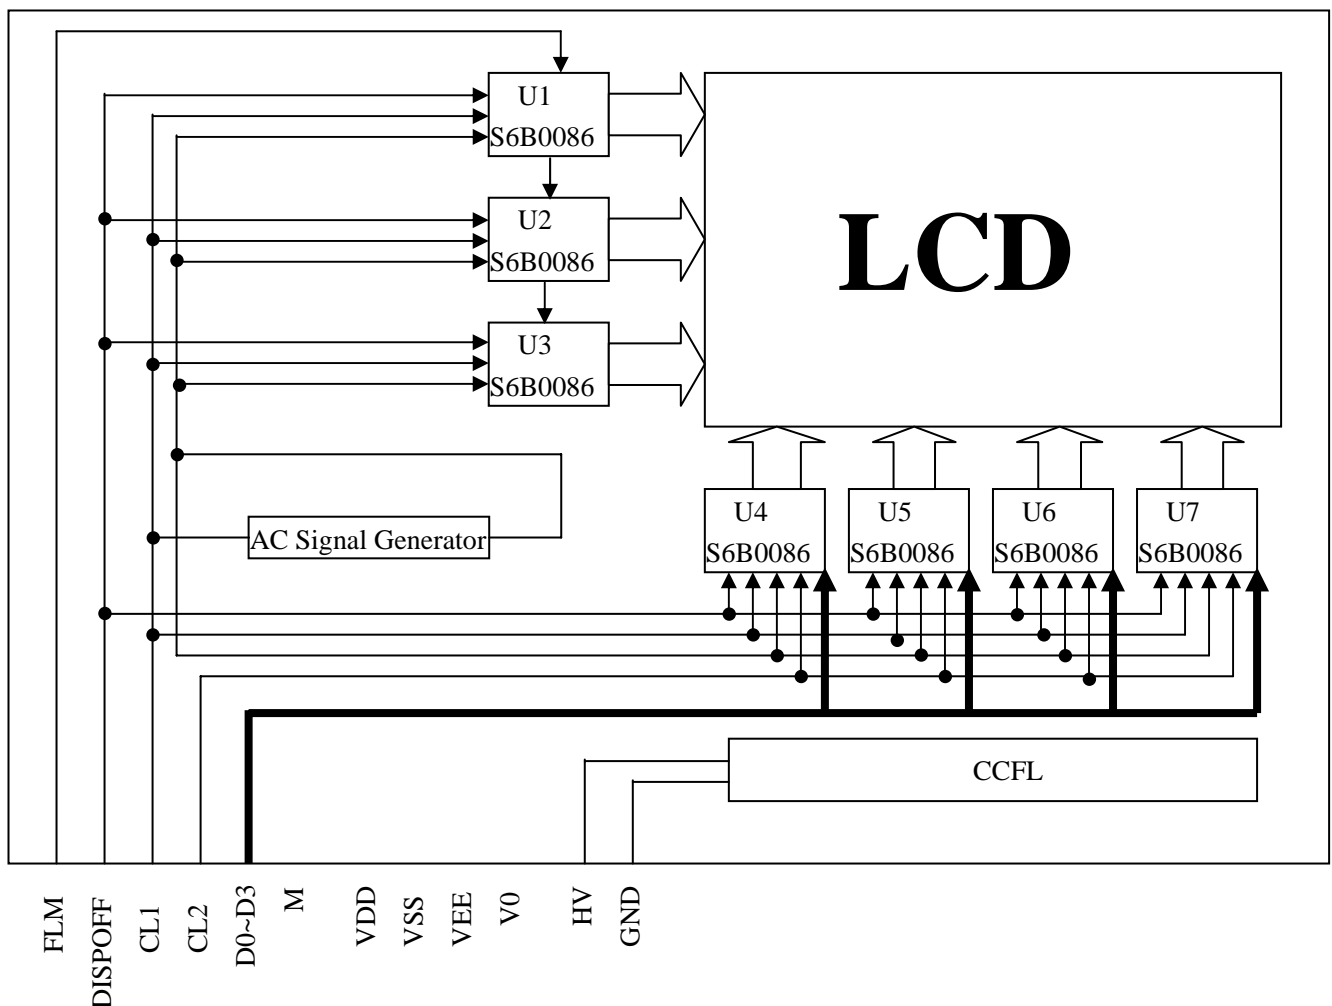 U1
S6B0086
U2
S6B0086
LCD
U3
S6B0086
AC Signal Generator
U4
S6B0086
U5
S6B0086
U6
S6B0086
U7
S6B0086
CCFL
FLM
DISPOFF
CL1
CL2
D0~D3
M
VDD
VSS
VEE
V0
HV
GND